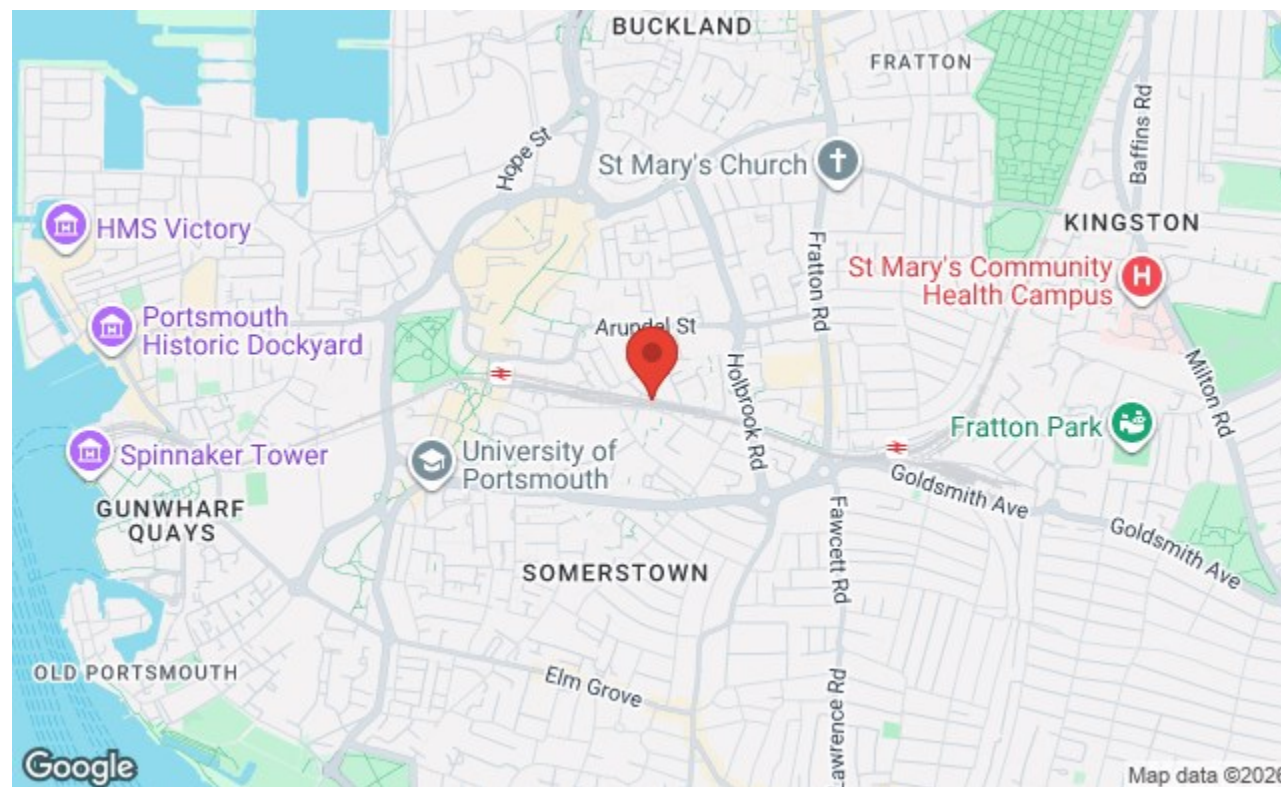 BUCKLAND
FRATTON
Baffins Rd
Hope St
St Mary's Church
HMS Victory
KINGSTON
Fratton Rd
St Mary's Community
Health Campus
Portsmouth
Historic Dockyard
Arundel St
Holbrook Rd
Milton Rd
Fratton Park
Spinnaker Tower
University of
Portsmouth
Goldsmith Ave
GUNWHARF
QUAYS
Fawcett Rd
Goldsmith Ave
SOMERSTOWN
OLD PORTSMOUTH
Elm Grove
awrance Rd
Google
Map data ©2026